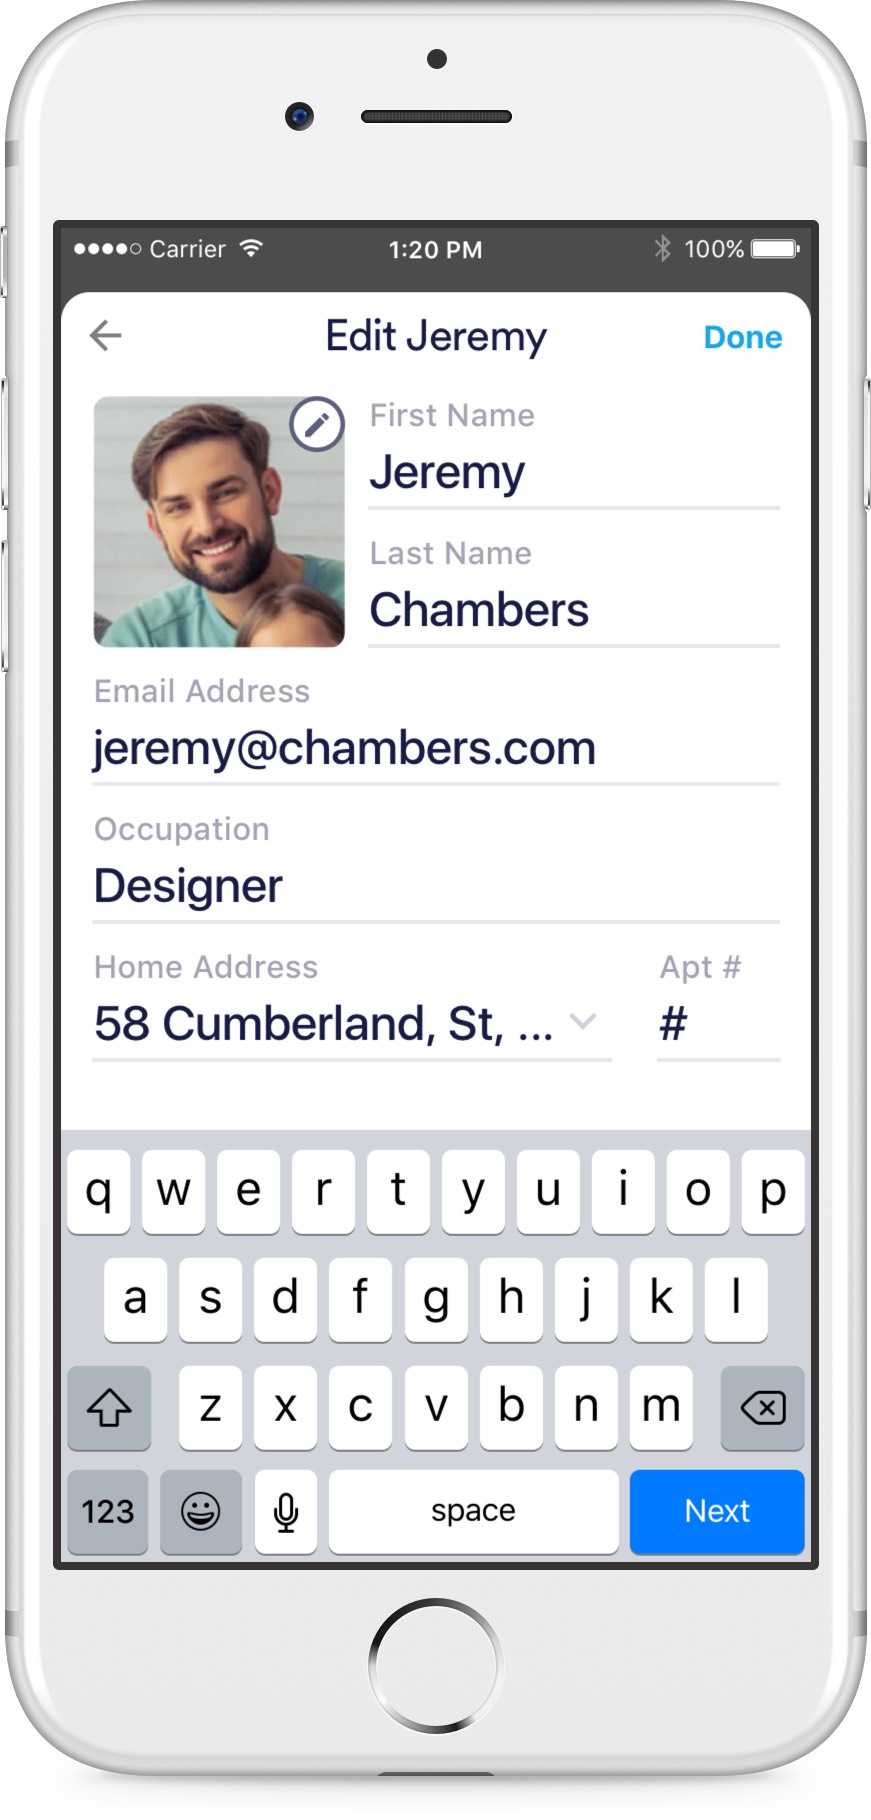 Carrier 1:20 PM 100%
Edit Jeremy Done
First Name
Jeremy
Last Name
Chambers
Email Address
jeremy@chambers.com
Occupation
Designer
Home Address Apt #
58 Cumberland, St, ... #
q w e r t y u i o p
a s d f g h j k l
z x c v b n m
123 space Next